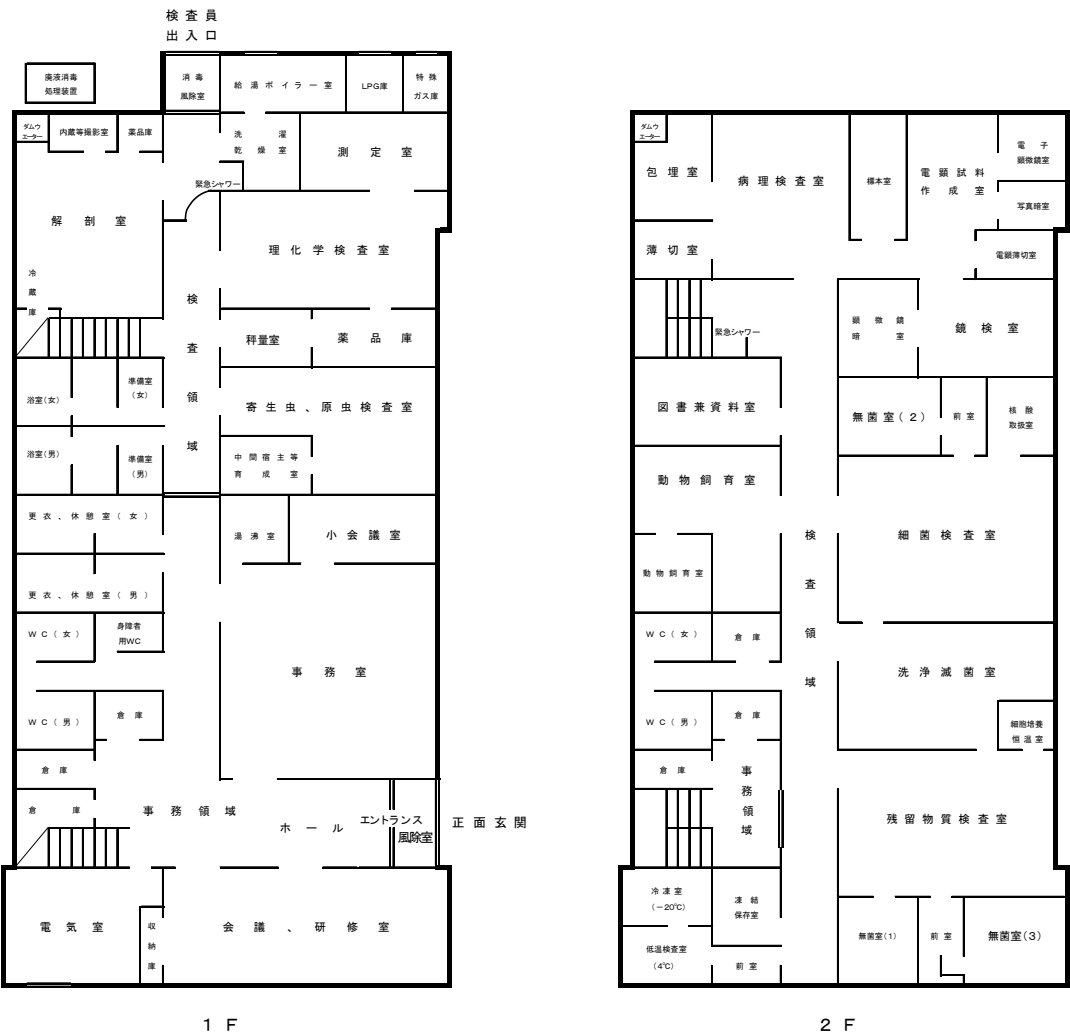 検査員
出入口
廃液消毒
処理装置
消毒
風除室
給湯ボイラー室
LPG庫
特殊
ガス庫
ダムウ
エーター
内蔵等撮影室
薬品庫
洗濯
乾燥室
測定室
緊急シャワー
解剖室
理化学検査室
冷
蔵
庫
検
査
領
域
秤量室
薬品庫
浴室(女)
準備室
(女)
寄生虫、原虫検査室
浴室(男)
準備室
(男)
中間宿主等
育成室
更衣、休憩室(女)
湯沸室
小会議室
更衣、休憩室(男)
WC(女)
身障者
用WC
事務室
WC(男)
倉庫
倉庫
倉庫
事務領域
ホール
エントランス
風除室
正面玄関
電気室
収
納
庫
会議、研修室
1F
ダムウ
エーター
包埋室
病理検査室
標本室
電顕試料
作成室
電子
顕微鏡室
写真暗室
薄切室
電顕薄切室
緊急シャワー
顕微鏡
暗室
鏡検室
図書兼資料室
無菌室(2)
前室
核酸
取扱室
動物飼育室
検
査
領
域
細菌検査室
動物飼育室
WC(女)
倉庫
洗浄滅菌室
WC(男)
倉庫
細胞培養
恒温室
倉庫
事
務
領
域
残留物質検査室
冷凍室
(-20℃)
凍結
保存室
低温検査室
(4℃)
前室
無菌室(1)
前室
無菌室(3)
2F